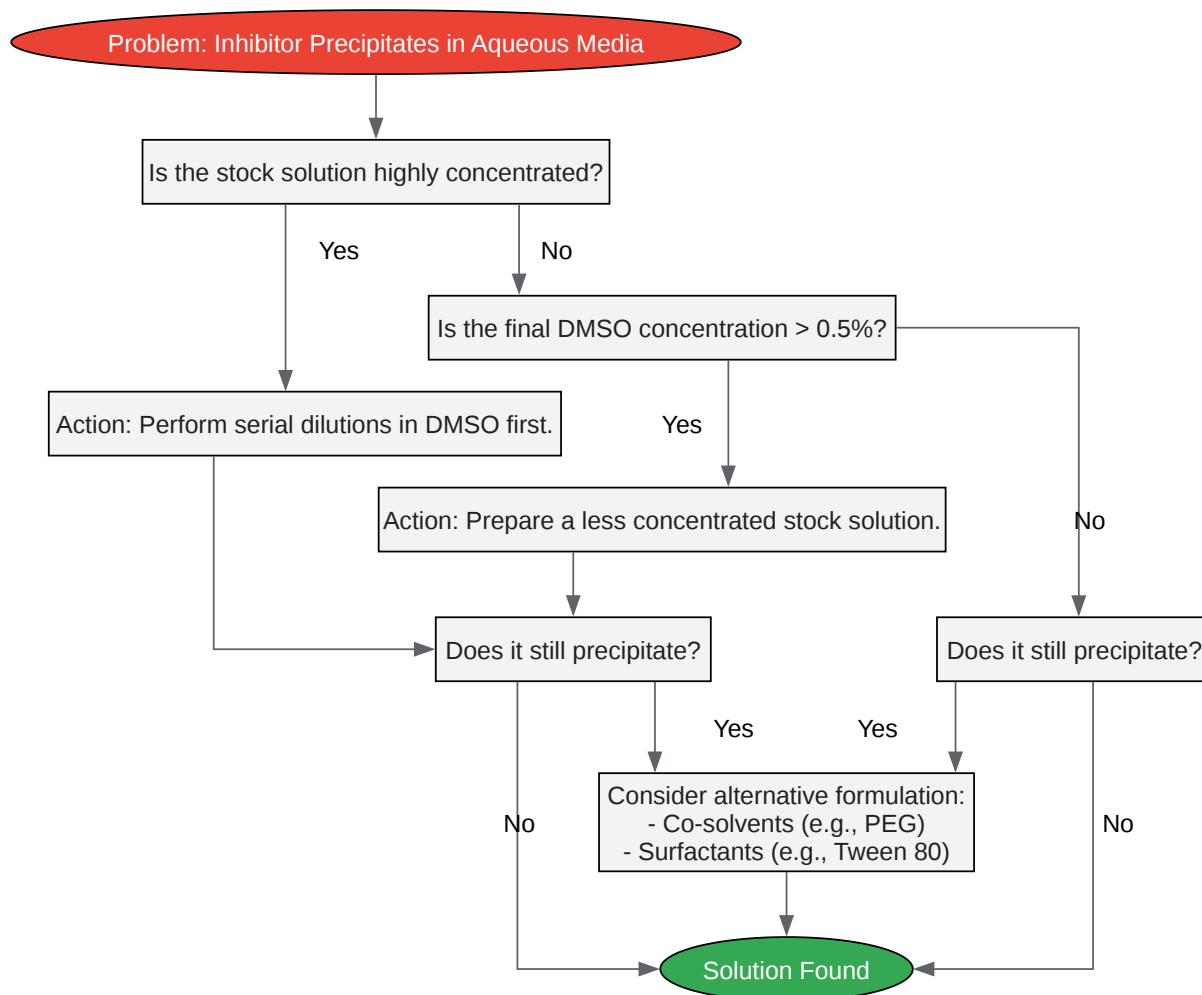 Problem: Inhibitor Precipitates in Aqueous Media
Is the stock solution highly concentrated?
Yes
No
Is the final DMSO concentration > 0.5%?
Action: Perform serial dilutions in DMSO first.
Yes
Action: Prepare a less concentrated stock solution.
No
Does it still precipitate?
Does it still precipitate?
Yes
Yes
Consider alternative formulation:
- Co-solvents (e.g., PEG)
- Surfactants (e.g., Tween 80)
No
No
Solution Found